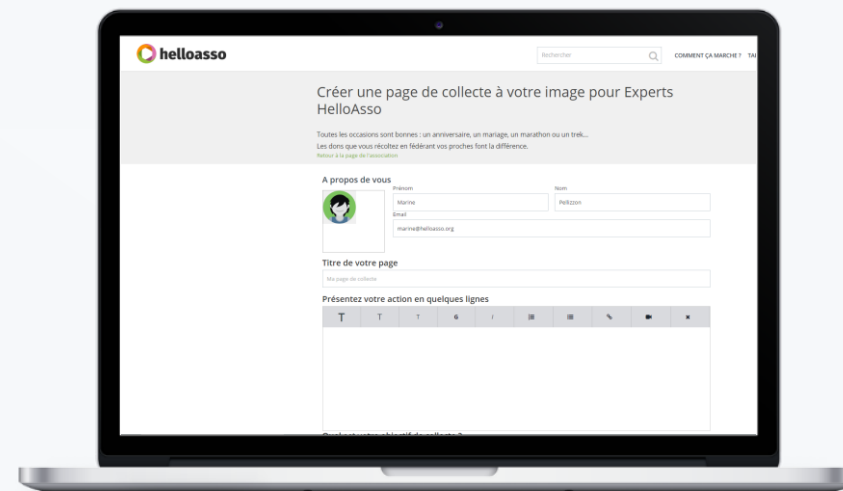 helloasso
Rechercher
COMMENT ÇA MARCHE ? TA
Créer une page de collecte à votre image pour Experts
HelloAsso
Toutes les occasions sont bonnes : un anniversaire, un mariage, un marathon ou un trek...
Les dons que vous récoltez en fédérant vos proches font la différence.
Retour à la page de l'association
A propos de vous
Prénom
Nom
Marine
Pellizzon
Email
marine@helloasso.org
Titre de votre page
Ma page de collecte
Présentez votre action en quelques lignes
T T T S I